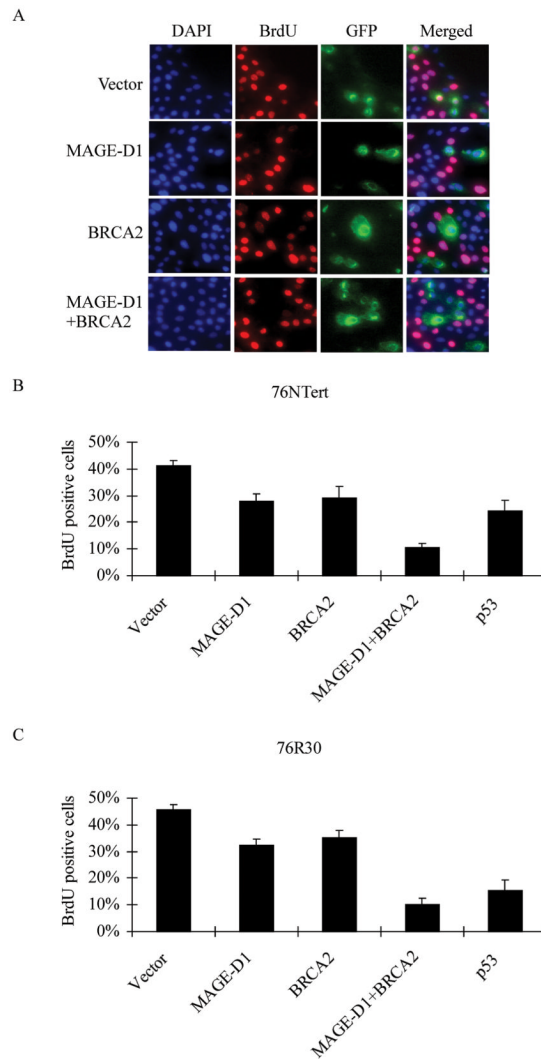 A
DAPI BrdU GFP Merged
Vector
MAGE-D1
BRCA2
MAGE-D1
+BRCA2
B
76NTert
BrdU positive cells
50%
40%
30%
20%
10%
0%
Vector
MAGE-D1
BRCA2
MAGE-D1+BRCA2
p53
C
76R30
BrdU positive cells
50%
40%
30%
20%
10%
0%
Vector
MAGE-D1
BRCA2
MAGE-D1+BRCA2
p53